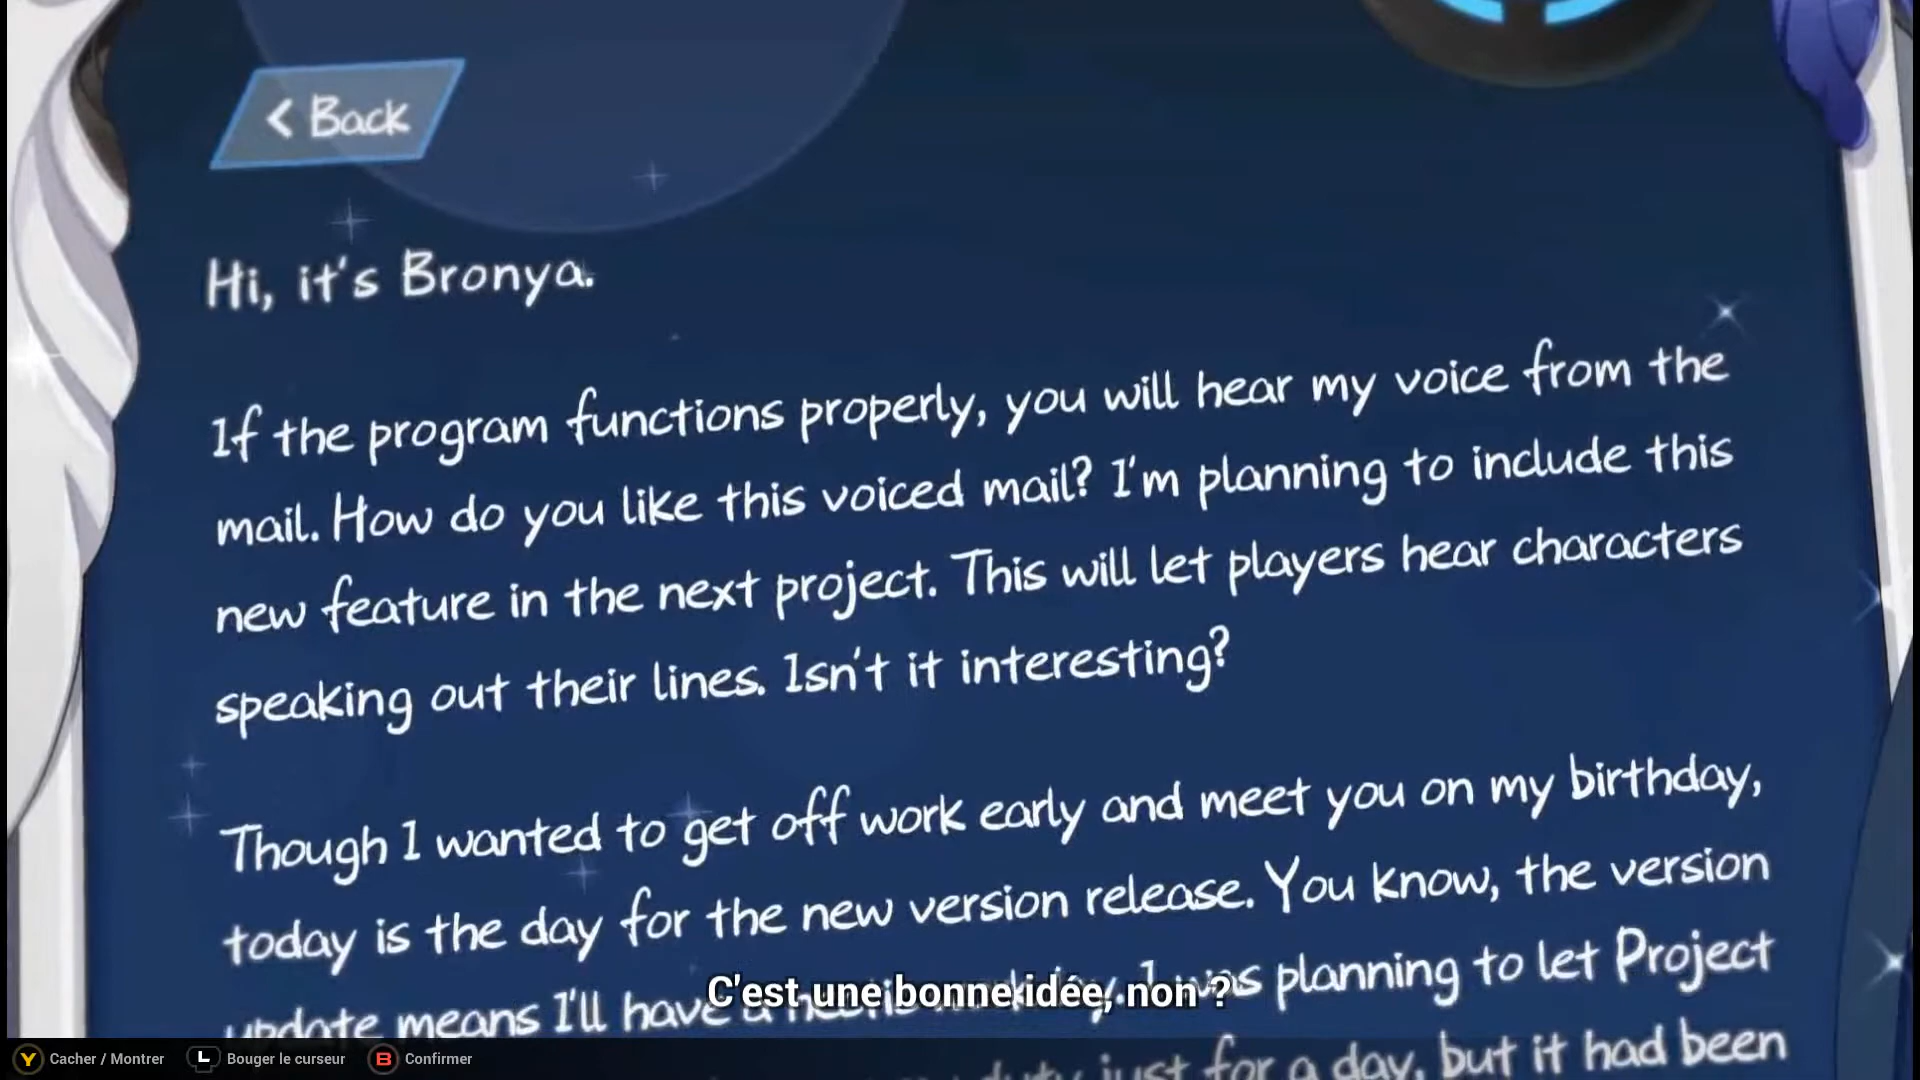 < Back
Hi, it's Bronya.
If the program functions properly, you will hear my voice from the
mail. How do you like this voiced mail? I'm planning to include this
new feature in the next project. This will let players hear characters
speaking out their lines. Isn't it interesting?
Though I wanted to get off work early and meet you on my birthday,
today is the day for the new version release. You know, the version
update means I'll have a I was planning to let Project
C'est une bonne idée, non ?
duty just for a day, but it had been
Y Cacher / Montrer L Bouger le curseur B Confirmer